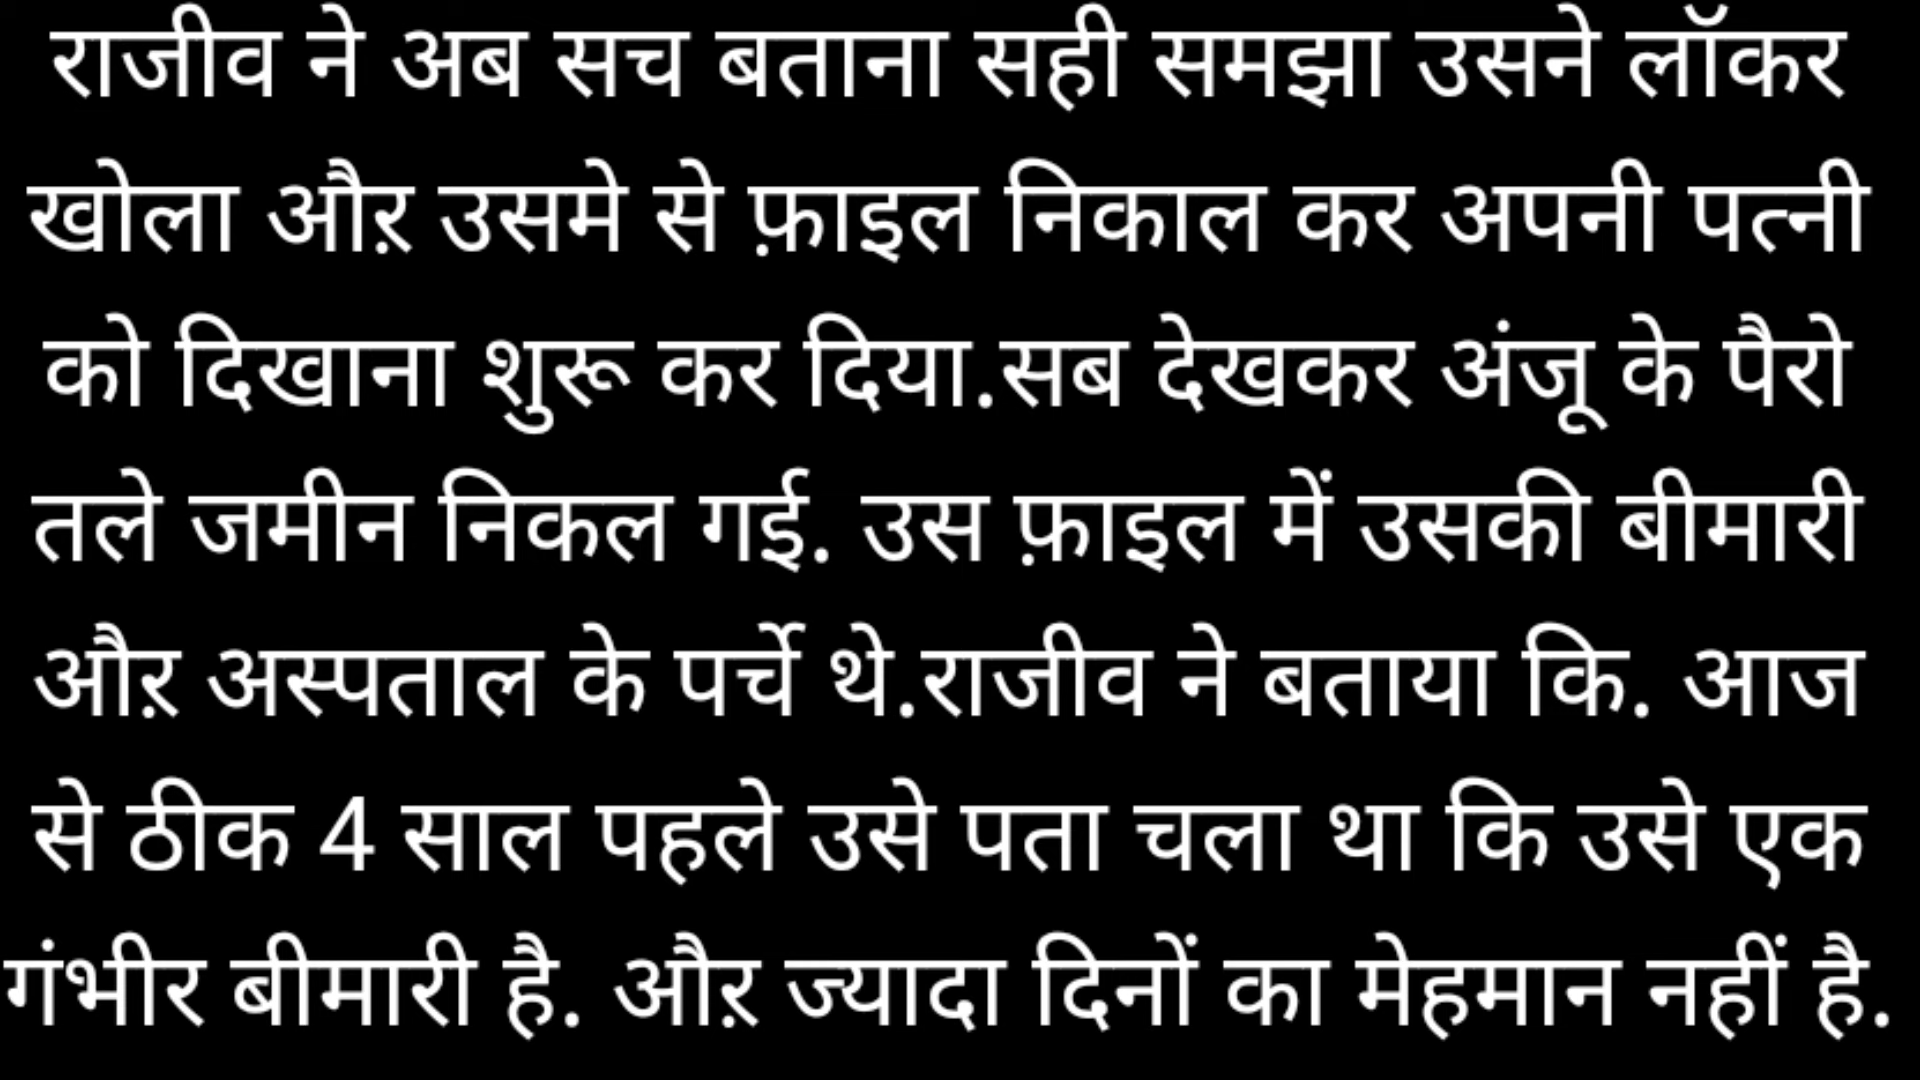 राजीव ने अब सच बताना सही समझा उसने लॉकर
खोला औऱ उसमे से फ़ाइल निकाल कर अपनी पत्नी
को दिखाना शुरू कर दिया.सब देखकर अंजू के पैरो
तले जमीन निकल गई. उस फ़ाइल में उसकी बीमारी
औऱ अस्पताल के पर्चे थे.राजीव ने बताया कि. आज
से ठीक 4 साल पहले उसे पता चला था कि उसे एक
गंभीर बीमारी है. औऱ ज्यादा दिनों का मेहमान नहीं है.